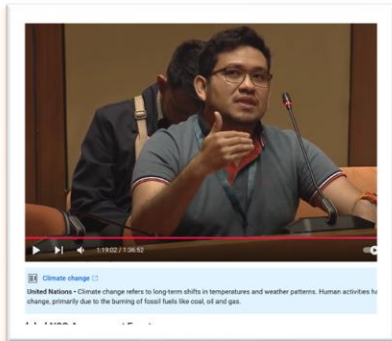 1:19:02 / 1:36:52
Climate change
United Nations • Climate change refers to long-term shifts in temperatures and weather patterns. Human activities ha
change, primarily due to the burning of fossil fuels like coal, oil and gas.